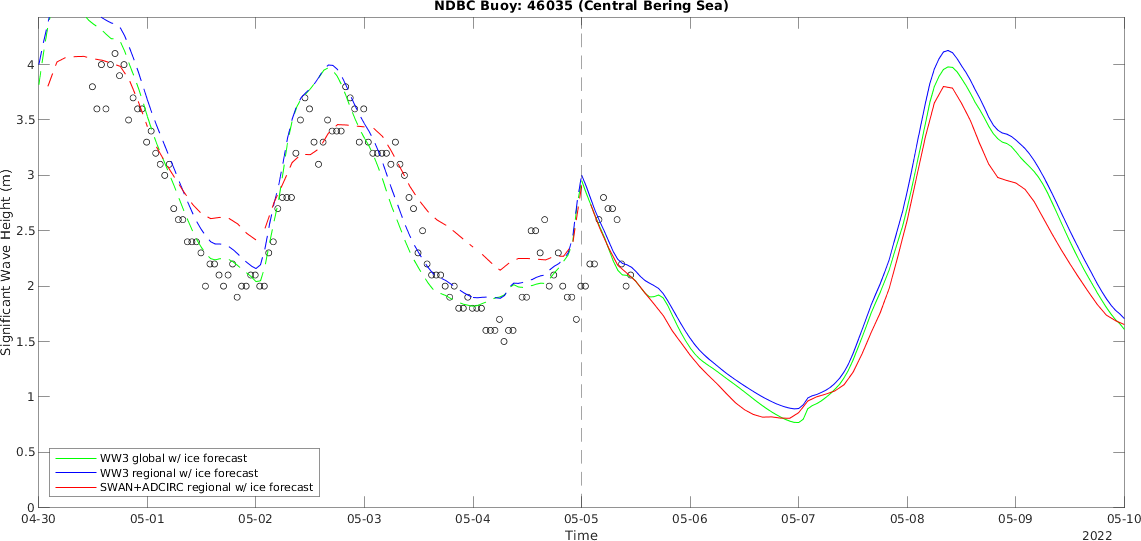 NDBC Buoy: 46035 (Central Bering Sea)
Significant Wave Height (m)
4
3.5
3
2.5
2
1.5
1
0.5
0
WW3 global w/ ice forecast
WW3 regional w/ ice forecast
SWAN+ADCIRC regional w/ ice forecast
04-30 05-01 05-02 05-03 05-04 05-05 05-06 05-07 05-08 05-09 05-10
Time
2022